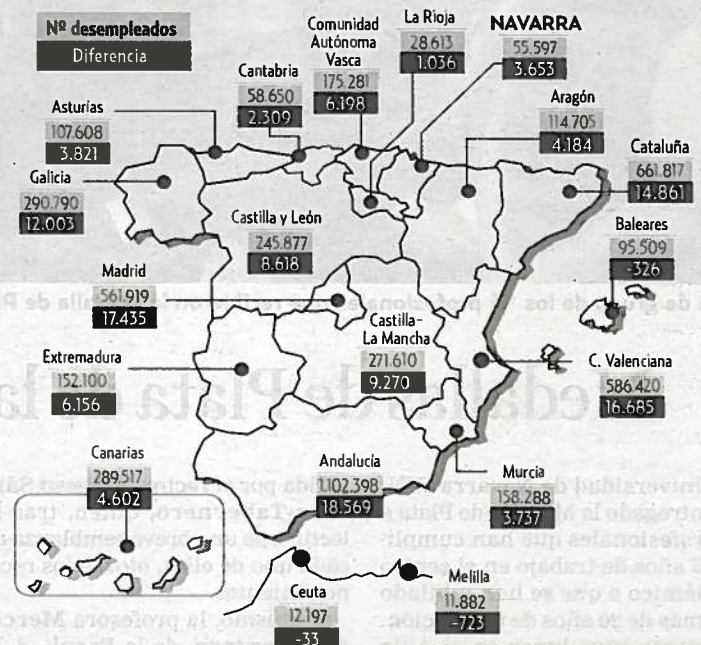 Nº desempleados
Diferencia
Comunidad
Autónoma
Vasca
175.281
6.198
La Rioja
28.613
1.036
NAVARRA
55.597
3.653
Cantabria
58.650
2.309
Asturias
107.608
3.821
Aragón
114.705
4.184
Cataluña
661.817
14.861
Galicia
290.790
12.003
Castilla y León
245.877
8.618
Baleares
95.509
-326
Madrid
561.919
17.435
Castilla-
La Mancha
271.610
9.270
Extremadura
152.100
6.156
C. Valenciana
586.420
16.685
Canarias
289.517
4.602
Andalucía
1.102.398
18.569
Murcia
158.288
3.737
Ceuta
12.197
-33
Melilla
11.882
-723